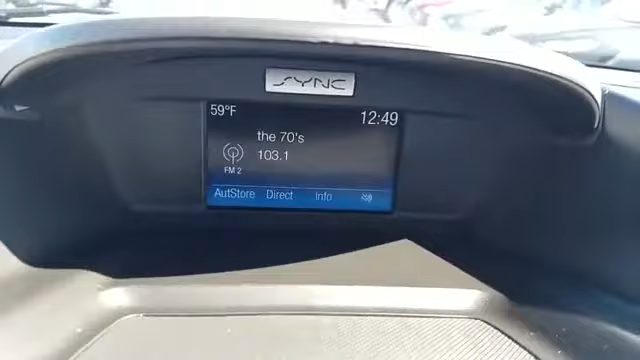 SYNC
59°F
12:49
the 70's
103.1
FM 2
AutStore Direct Info